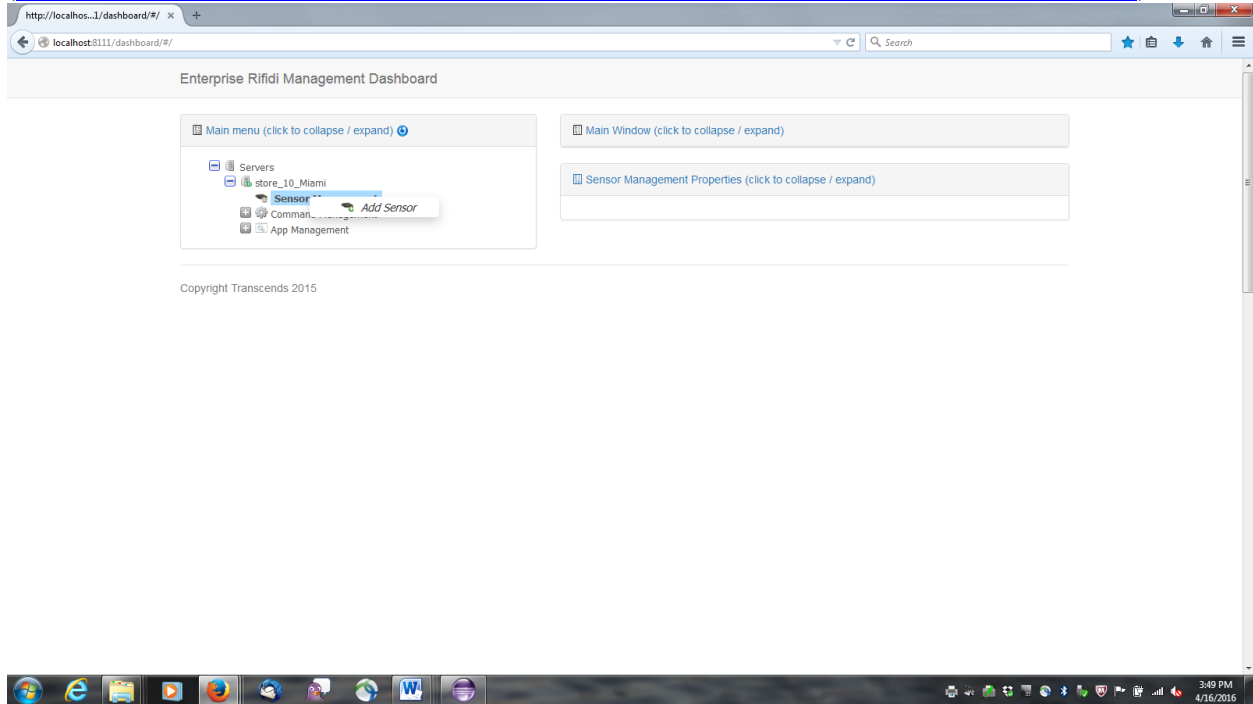 http://localhos...1/dashboard/#/
localhost:8111/dashboard/#/
Search
Enterprise Rifidi Management Dashboard
Main menu (click to collapse / expand)
Main Window (click to collapse / expand)
Servers
store_10_Miami
Sensor
Add Sensor
Command
App Management
Sensor Management Properties (click to collapse / expand)
Copyright Transcends 2015
3:49 PM
4/16/2016